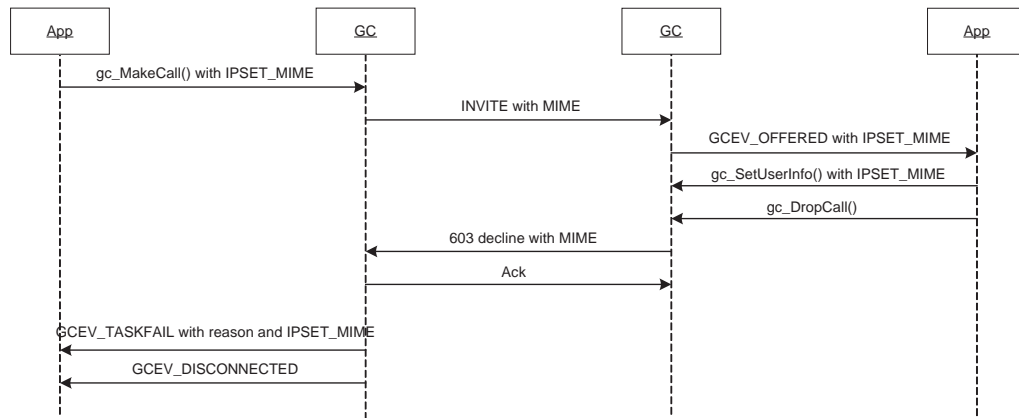 App
GC
GC
App
gc_MakeCall() with IPSET_MIME
INVITE with MIME
GCEV_OFFERED with IPSET_MIME
gc_SetUserInfo() with IPSET_MIME
gc_DropCall()
603 decline with MIME
Ack
GCEV_TASKFAIL with reason and IPSET_MIME
GCEV_DISCONNECTED